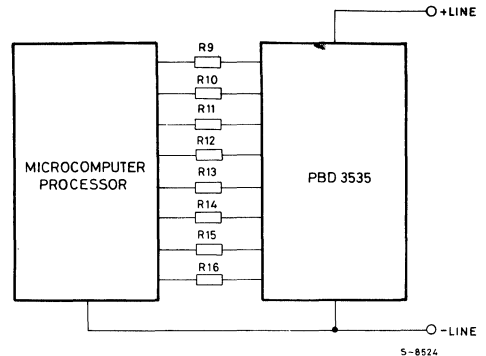 +LINE
R9
R10
R11
R12
MICROCOMPUTER
PROCESSOR
PBD 3535
R13
R14
R15
R16
-LINE
S-8524